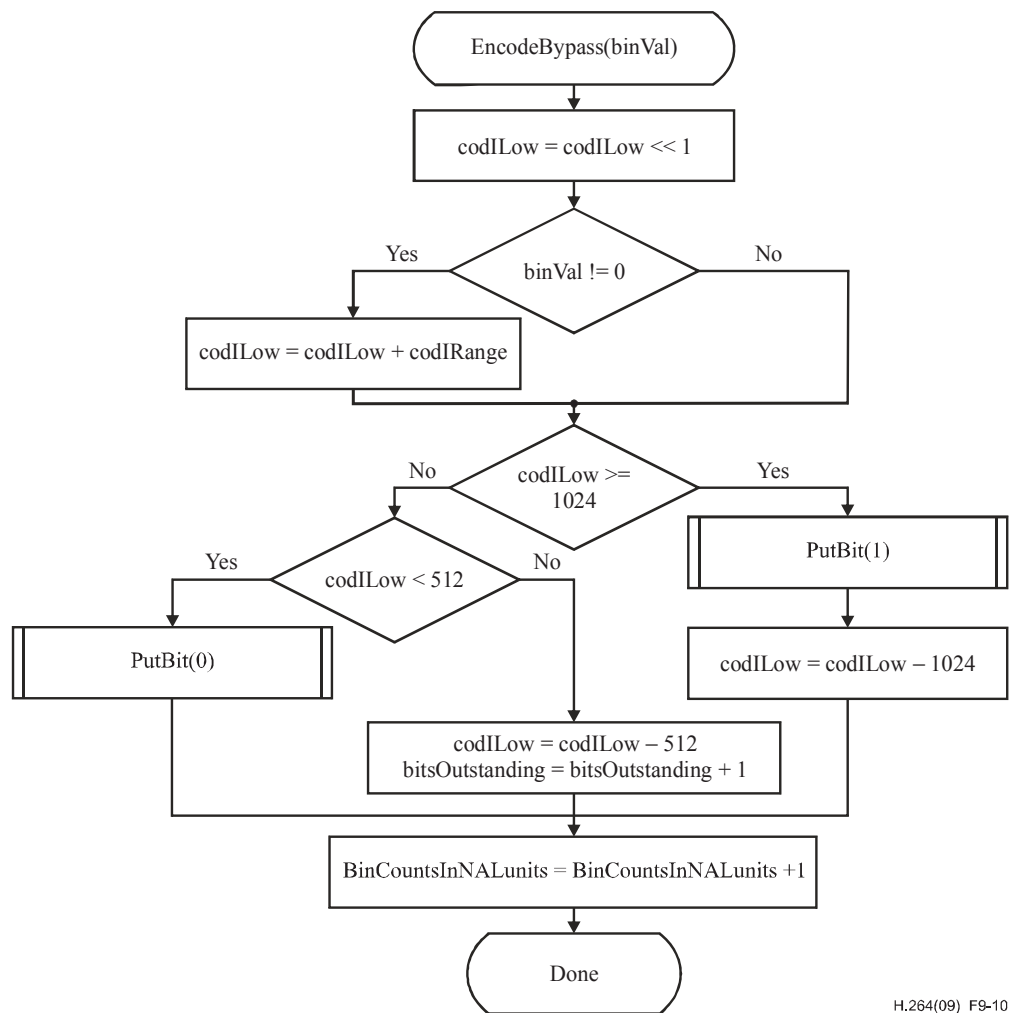 EncodeBypass(binVal)
codILow = codILow << 1
Yes
No
binVal != 0
codILow = codILow + codIRange
No
codILow >=
1024
Yes
Yes
codILow < 512
No
PutBit(1)
PutBit(0)
codILow = codILow – 1024
codILow = codILow – 512
bitsOutstanding = bitsOutstanding + 1
BinCountsInNALunits = BinCountsInNALunits +1
Done
H.264(09) F9-10